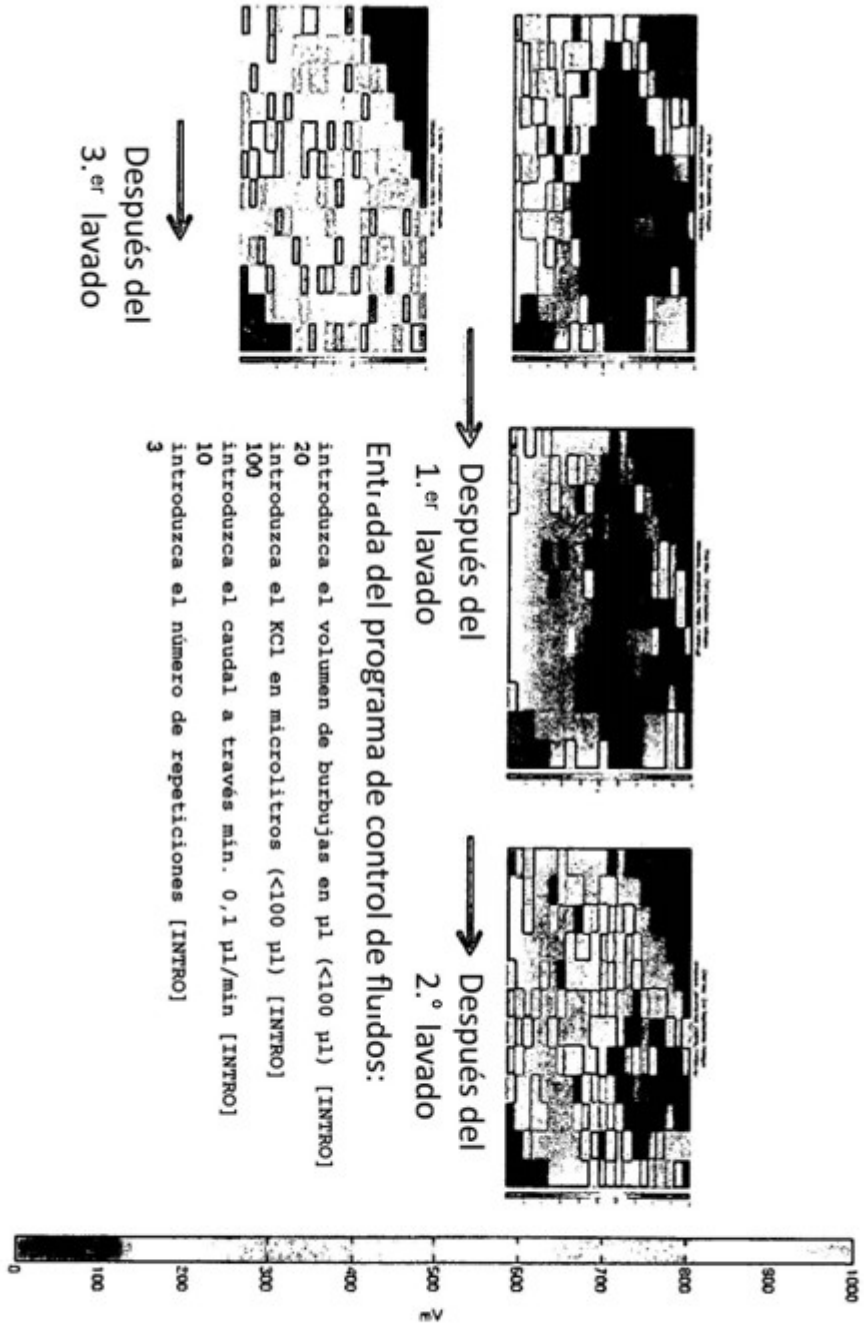 Después del
1.er lavado
Después del
2.º lavado
Después del
3.er lavado
Entrada del programa de control de fluidos:
introduzca el volumen de burbujas en µl (<100 µl) [INTRO]
20
introduzca el KCl en microlitros (<100 µl) [INTRO]
100
introduzca el caudal a través mín. 0,1 µl/min [INTRO]
10
introduzca el número de repeticiones [INTRO]
3
0
100
200
300
400
500
600
700
800
900
1000
mV